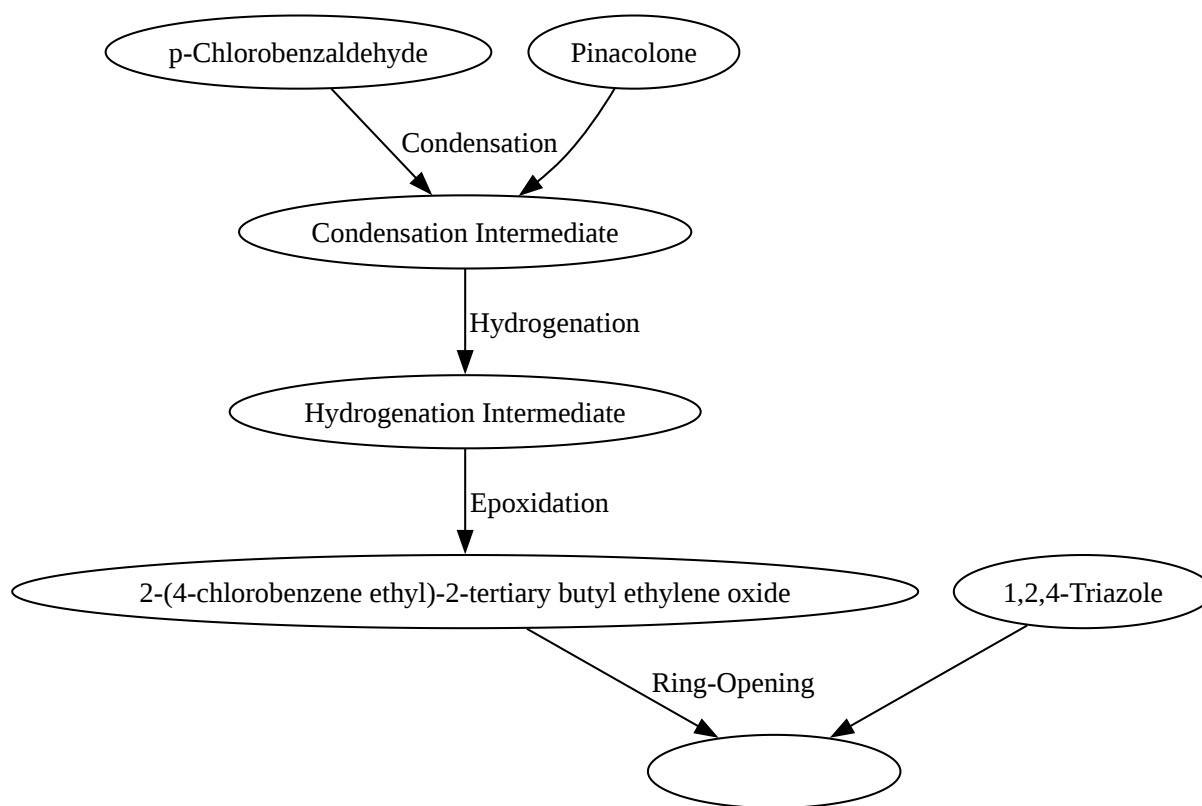 p-Chlorobenzaldehyde
Pinacolone
Condensation
Condensation Intermediate
Hydrogenation
Hydrogenation Intermediate
Epoxidation
2-(4-chlorobenzene ethyl)-2-tertiary butyl ethylene oxide
1,2,4-Triazole
Ring-Opening